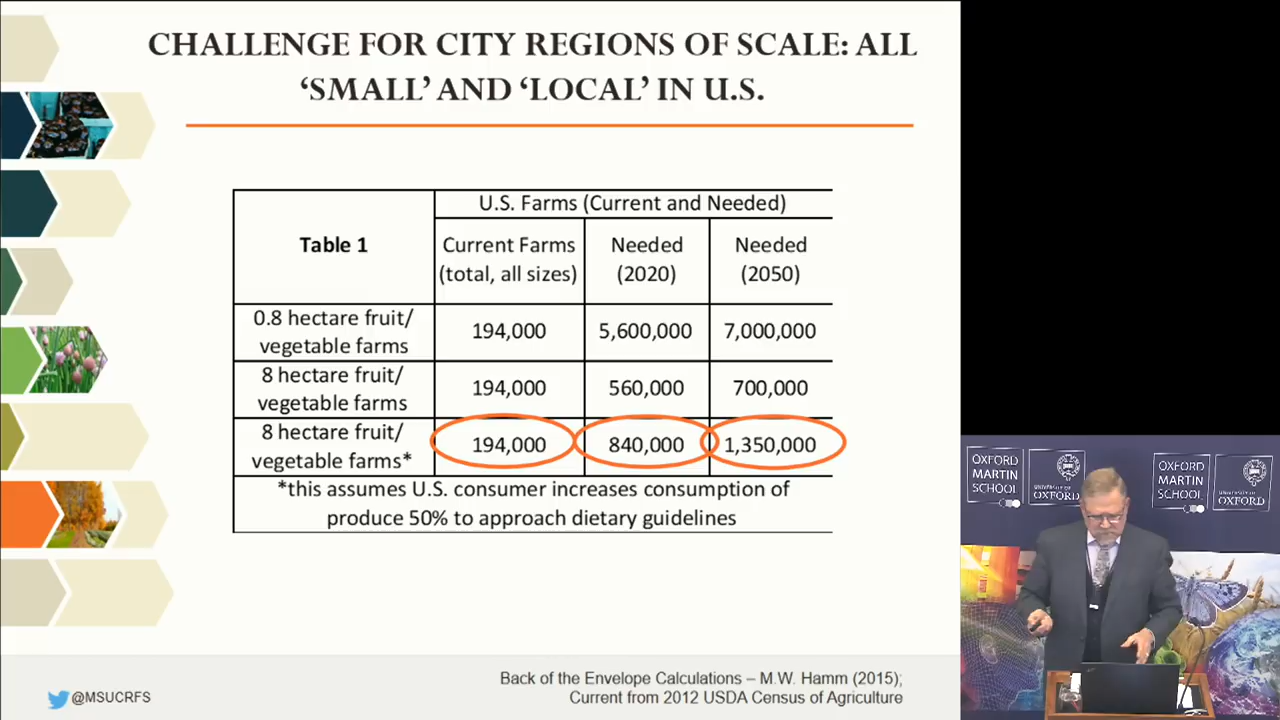 CHALLENGE FOR CITY REGIONS OF SCALE: ALL
‘SMALL’ AND ‘LOCAL’ IN U.S.
Table 1
U.S. Farms (Current and Needed)
Current Farms
(total, all sizes)
Needed
(2020)
Needed
(2050)
0.8 hectare fruit/
vegetable farms
194,000
5,600,000
7,000,000
8 hectare fruit/
vegetable farms
194,000
560,000
700,000
8 hectare fruit/
vegetable farms*
194,000
840,000
1,350,000
*this assumes U.S. consumer increases consumption of
produce 50% to approach dietary guidelines
Back of the Envelope Calculations – M.W. Hamm (2015);
Current from 2012 USDA Census of Agriculture
@MSUCRFS
OXFORD
MARTIN
SCHOOL
UNIVERSITY OF
OXFORD
OXFORD
MARTIN
SCHOOL
UNIVERSITY OF
OXFORD